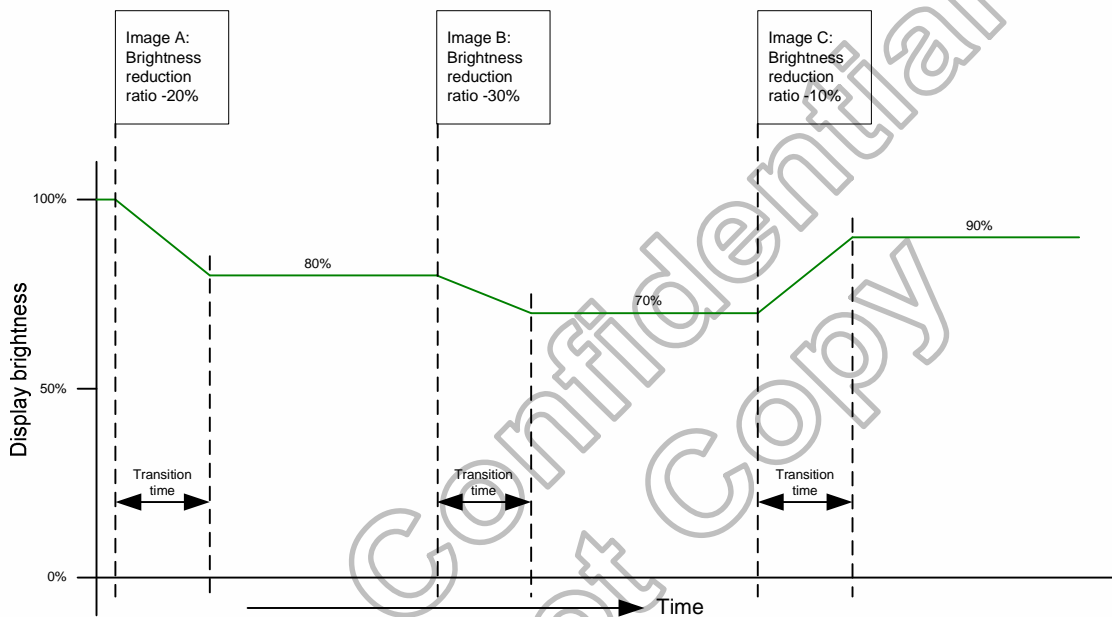 Image A:
Brightness
reduction
ratio -20%
Image B:
Brightness
reduction
ratio -30%
Image C:
Brightness
reduction
ratio -10%
100%
80%
70%
90%
Display brightness
50%
Transition
time
Transition
time
Transition
time
0%
Time
Confidential
ot Copy